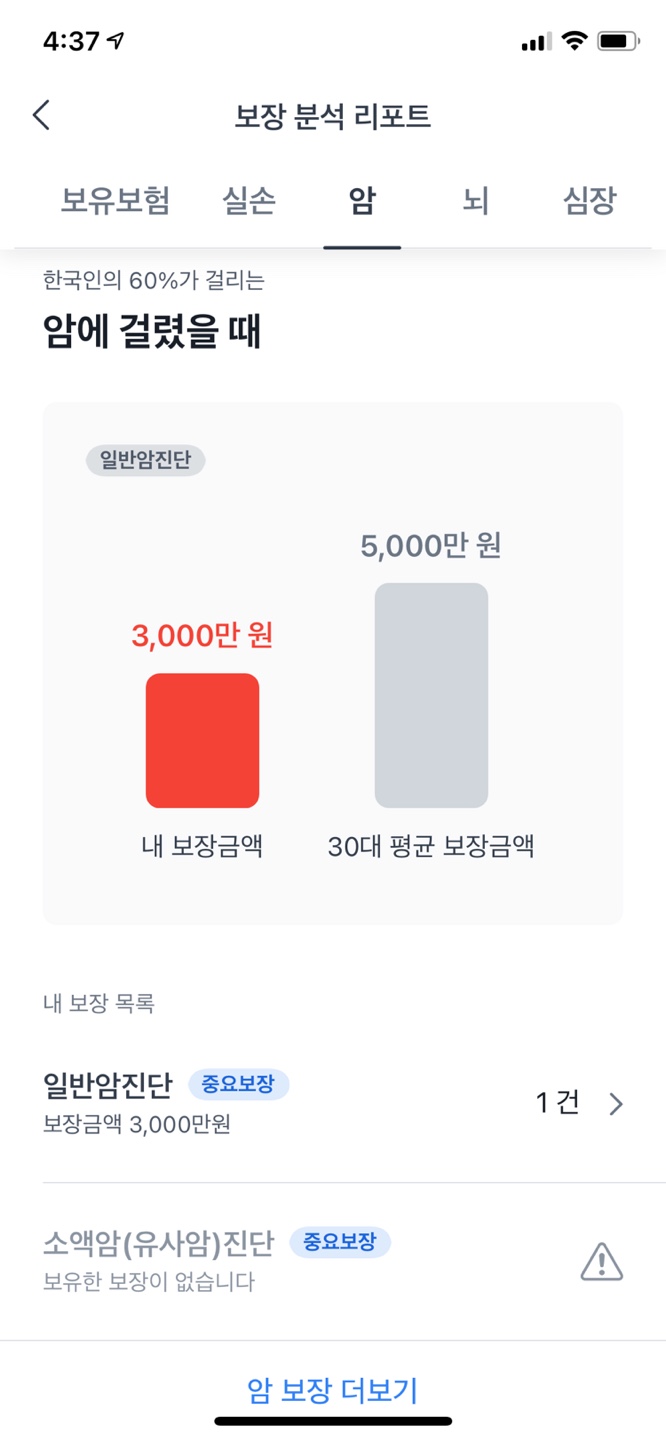 4:37
보장 분석 리포트
보유보험 실손 암 뇌 심장
한국인의 60%가 걸리는
암에 걸렸을 때
일반암진단
5,000만 원
3,000만 원
내 보장금액 30대 평균 보장금액
내 보장 목록
일반암진단 중요보장
1 건
보장금액 3,000만원
소액암(유사암)진단 중요보장
보유한 보장이 없습니다
암 보장 더보기